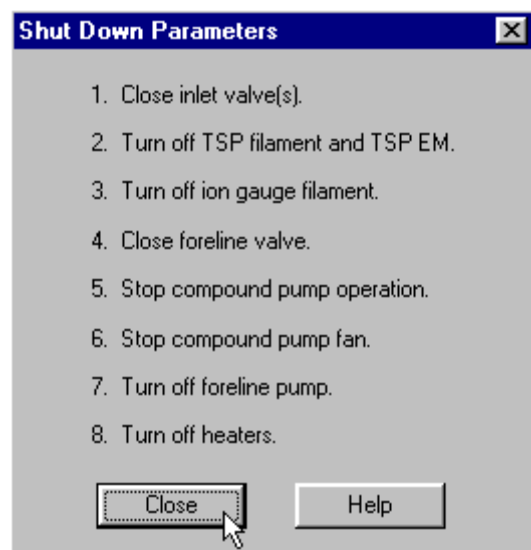 Shut Down Parameters
1. Close inlet valve(s).
2. Turn off TSP filament and TSP EM.
3. Turn off ion gauge filament.
4. Close foreline valve.
5. Stop compound pump operation.
6. Stop compound pump fan.
7. Turn off foreline pump.
8. Turn off heaters.
Close Help